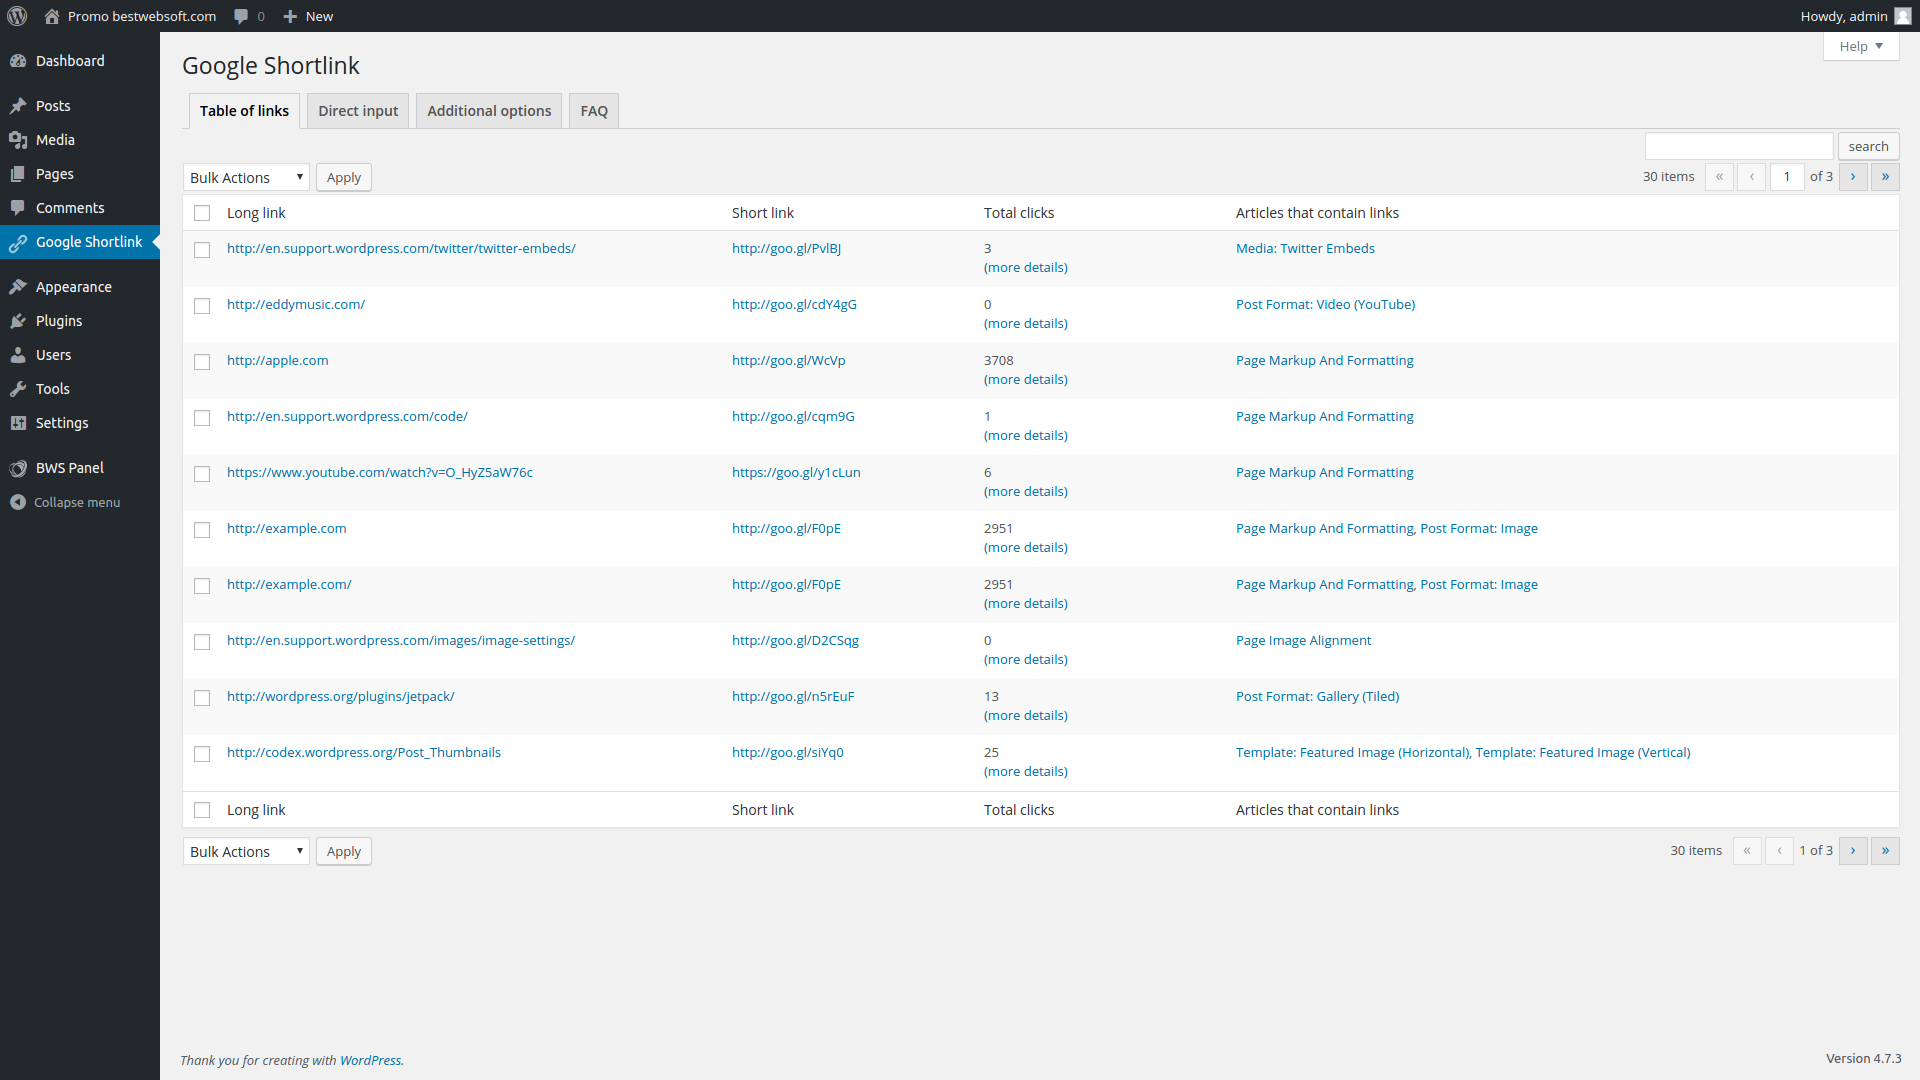 Promo bestwebsoft.com 0 New Howdy, admin
Help
Dashboard
Posts
Media
Pages
Comments
Google Shortlink
Appearance
Plugins
Users
Tools
Settings
BWS Panel
Collapse menu
Google Shortlink
Table of links Direct input Additional options FAQ
search
Bulk Actions Apply 30 items « ‹ 1 of 3 › »
Long link Short link Total clicks Articles that contain links
http://en.support.wordpress.com/twitter/twitter-embeds/ http://goo.gl/PvlBJ 3 Media: Twitter Embeds
(more details)
http://eddymusic.com/ http://goo.gl/cdY4gG 0 Post Format: Video (YouTube)
(more details)
http://apple.com http://goo.gl/WcVp 3708 Page Markup And Formatting
(more details)
http://en.support.wordpress.com/code/ http://goo.gl/cqm9G 1 Page Markup And Formatting
(more details)
https://www.youtube.com/watch?v=O_HyZ5aW76c https://goo.gl/y1cLun 6 Page Markup And Formatting
(more details)
http://example.com http://goo.gl/F0pE 2951 Page Markup And Formatting, Post Format: Image
(more details)
http://example.com/ http://goo.gl/F0pE 2951 Page Markup And Formatting, Post Format: Image
(more details)
http://en.support.wordpress.com/images/image-settings/ http://goo.gl/D2CSqg 0 Page Image Alignment
(more details)
http://wordpress.org/plugins/jetpack/ http://goo.gl/n5rEuF 13 Post Format: Gallery (Tiled)
(more details)
http://codex.wordpress.org/Post_Thumbnails http://goo.gl/siYq0 25 Template: Featured Image (Horizontal), Template: Featured Image (Vertical)
(more details)
Long link Short link Total clicks Articles that contain links
Bulk Actions Apply 30 items « ‹ 1 of 3 › »
Thank you for creating with WordPress. Version 4.7.3